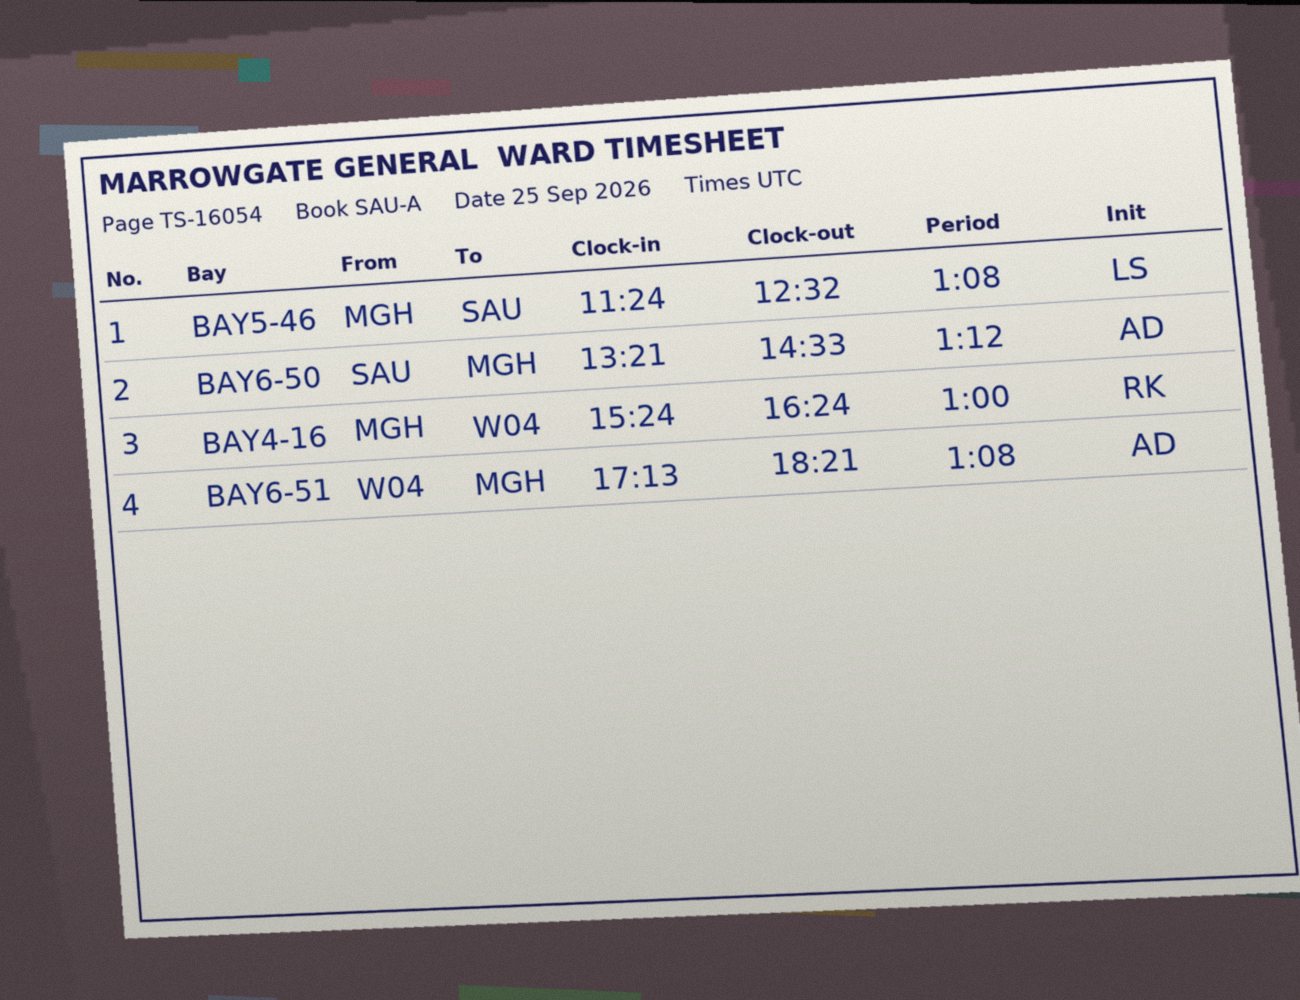 MARROWGATE GENERAL WARD TIMESHEET
Page TS-16054 Book SAU-A Date 25 Sep 2026 Times UTC
No. Bay From To Clock-in Clock-out Period Init
1 BAY5-46 MGH SAU 11:24 12:32 1:08 LS
2 BAY6-50 SAU MGH 13:21 14:33 1:12 AD
3 BAY4-16 MGH W04 15:24 16:24 1:00 RK
4 BAY6-51 W04 MGH 17:13 18:21 1:08 AD